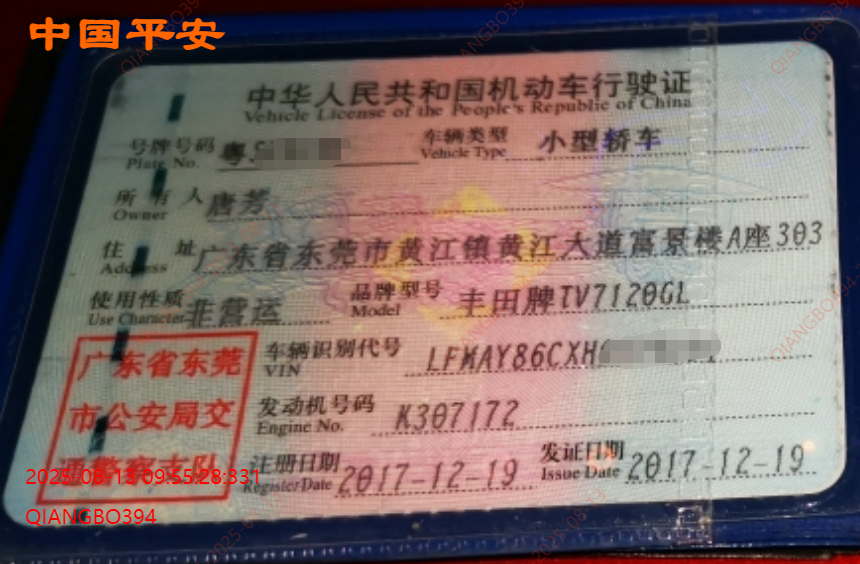 中国平安
中华人民共和国机动车行驶证
Vehicle License of the People's Republic of China
号牌号码 粤S 车辆类型 小型轿车
Plate No. Vehicle Type
所有人 唐芳
Owner
住址 广东省东莞市黄江镇黄江大道富景楼A座303
Address
使用性质 非营运 品牌型号 丰田牌TV7120GL
Use Character Model
车辆识别代号 LFMAY86CXH
VIN
发动机号码 K307172
Engine No.
注册日期 2017-12-19 发证日期 2017-12-19
Register Date Issue Date
广东省东莞
市公安局交
通警察支队
2025-08-13 09:55:28:331
QIANGBO394